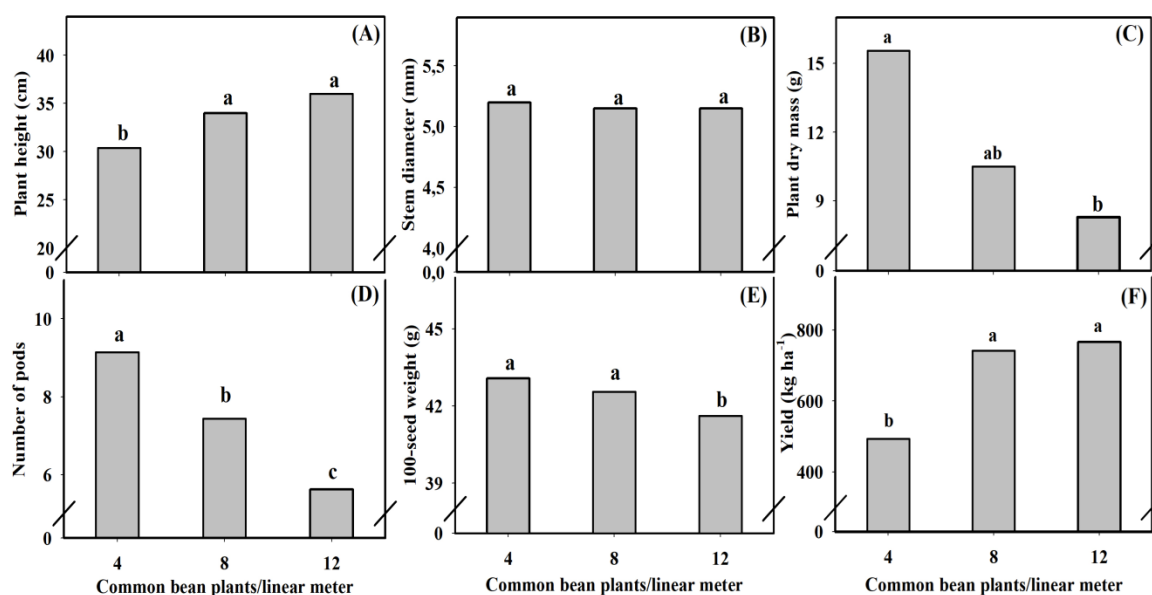 (A)
Plant height (cm)
40
35
30
25
20
0
b
a
a
(B)
Stem diameter (mm)
5,5
5,0
4,5
4,0
0,0
a
a
a
(C)
Plant dry mass (g)
15
12
9
0
a
ab
b
(D)
Number of pods
10
8
6
0
a
b
c
4 8 12
Common bean plants/linear meter
(E)
100-seed weight (g)
45
42
39
0
a
a
b
4 8 12
Common bean plants/linear meter
(F)
Yield (kg ha⁻¹)
800
600
400
0
b
a
a
4 8 12
Common bean plants/linear meter